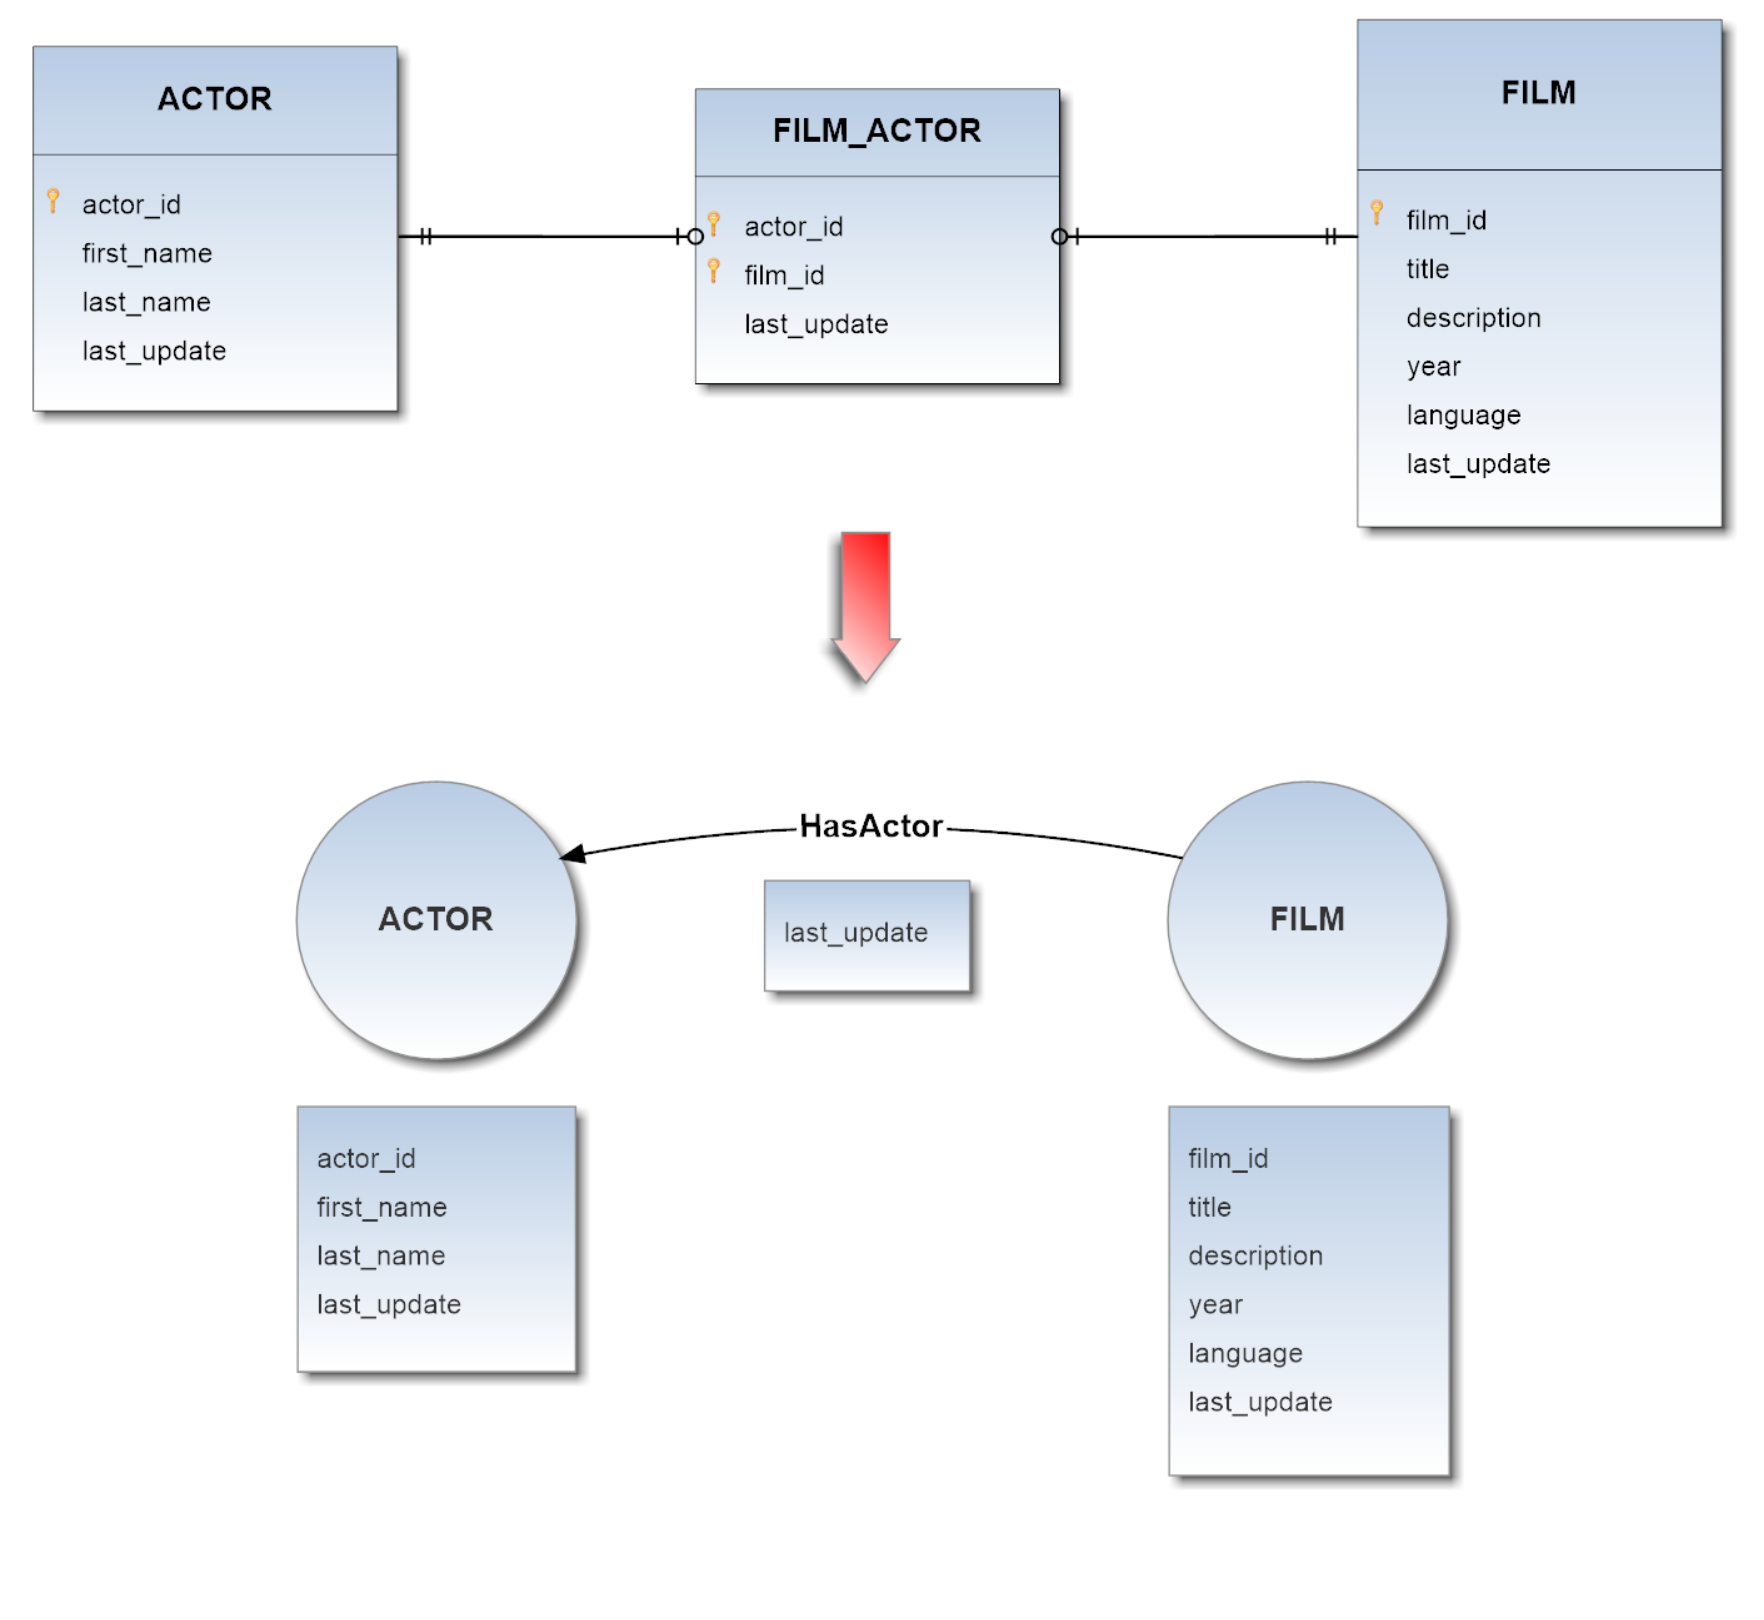 ACTOR
actor_id
first_name
last_name
last_update
FILM_ACTOR
actor_id
film_id
last_update
FILM
film_id
title
description
year
language
last_update
HasActor
ACTOR
last_update
FILM
actor_id
first_name
last_name
last_update
film_id
title
description
year
language
last_update